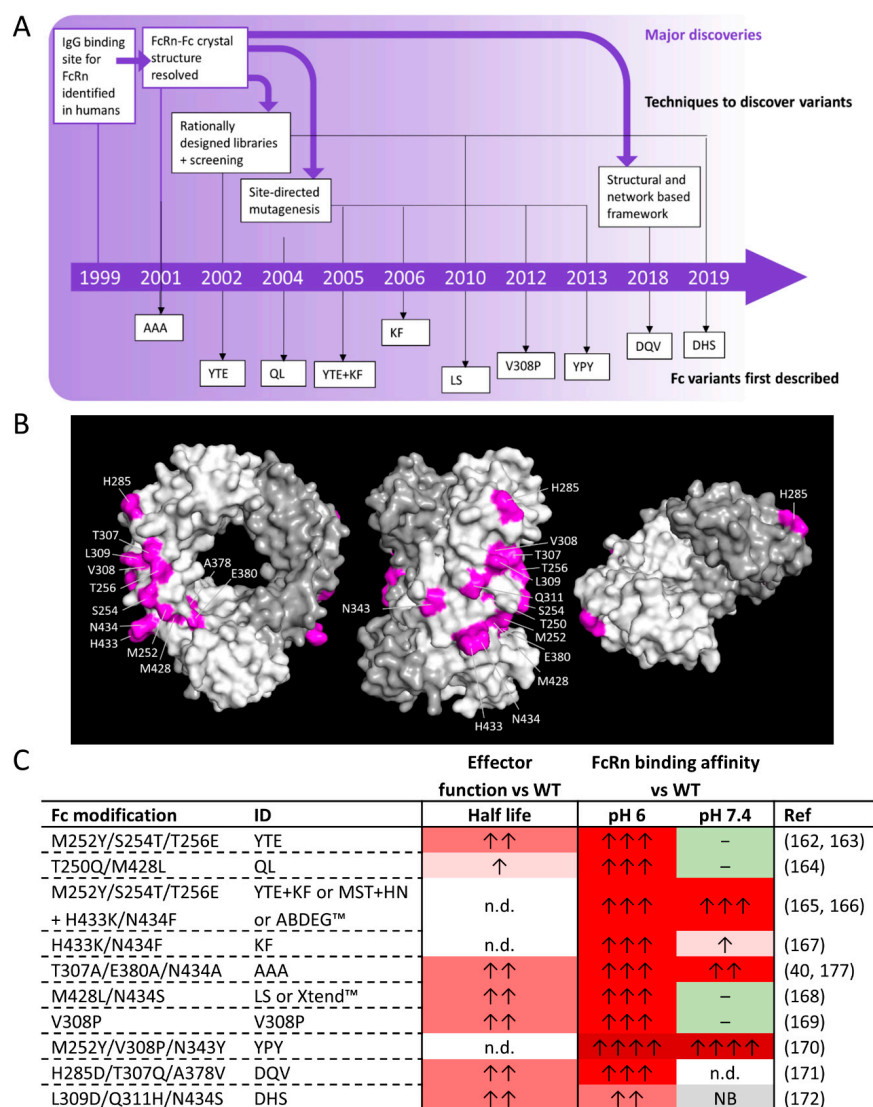 A
IgG binding
site for
FcRn
identified
in humans
FcRn-Fc crystal
structure
resolved
Major discoveries
Techniques to discover variants
Rationally
designed libraries
+ screening
Site-directed
mutagenesis
Structural and
network based
framework
1999 2001 2002 2004 2005 2006 2010 2012 2013 2018 2019
AAA
YTE
QL
YTE+KF
KF
LS
V308P
YPY
DQV
DHS
Fc variants first described
B
H285
T307
L309
V308
T256
S254
N434
H433
M252
M428
A378
E380
H285
V308
T307
T256
L309
Q311
S254
T250
M252
E380
M428
N434
H433
N343
H285
C
Effector
function vs WT
FcRn binding affinity
vs WT
Fc modification ID Half life pH 6 pH 7.4 Ref
M252Y/S254T/T256E YTE ↑↑ ↑↑↑ – (162, 163)
T250Q/M428L QL ↑ ↑↑↑ – (164)
M252Y/S254T/T256E YTE+KF or MST+HN
+ H433K/N434F or ABDEG™ n.d. ↑↑↑ ↑↑↑ (165, 166)
H433K/N434F KF n.d. ↑↑↑ ↑ (167)
T307A/E380A/N434A AAA ↑↑ ↑↑↑ ↑↑ (40, 177)
M428L/N434S LS or Xtend™ ↑↑ ↑↑↑ – (168)
V308P V308P ↑↑ ↑↑↑ – (169)
M252Y/V308P/N343Y YPY n.d. ↑↑↑↑ ↑↑↑↑ (170)
H285D/T307Q/A378V DQV ↑↑ ↑↑↑ n.d. (171)
L309D/Q311H/N434S DHS ↑↑ ↑↑ NB (172)